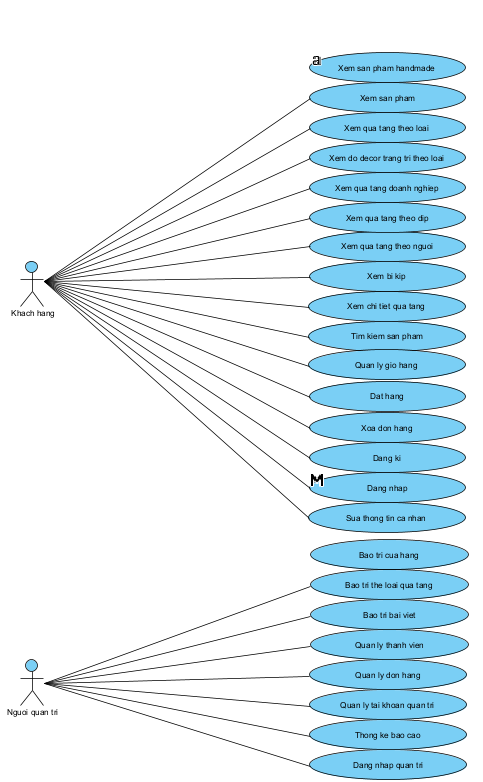 a
Xem san pham handmade
Xem san pham
Xem qua tang theo loai
Xem do decor trang tri theo loai
Xem qua tang doanh nghiep
Xem qua tang theo dip
Xem qua tang theo nguoi
Xem bi kip
Xem chi tiet qua tang
Tim kiem san pham
Quan ly gio hang
Dat hang
Xoa don hang
Dang ki
M
Dang nhap
Sua thong tin ca nhan
Khach hang
Bao tri cua hang
Bao tri the loai qua tang
Bao tri bai viet
Quan ly thanh vien
Quan ly don hang
Quan ly tai khoan quan tri
Thong ke bao cao
Dang nhap quan tri
Nguoi quan tri